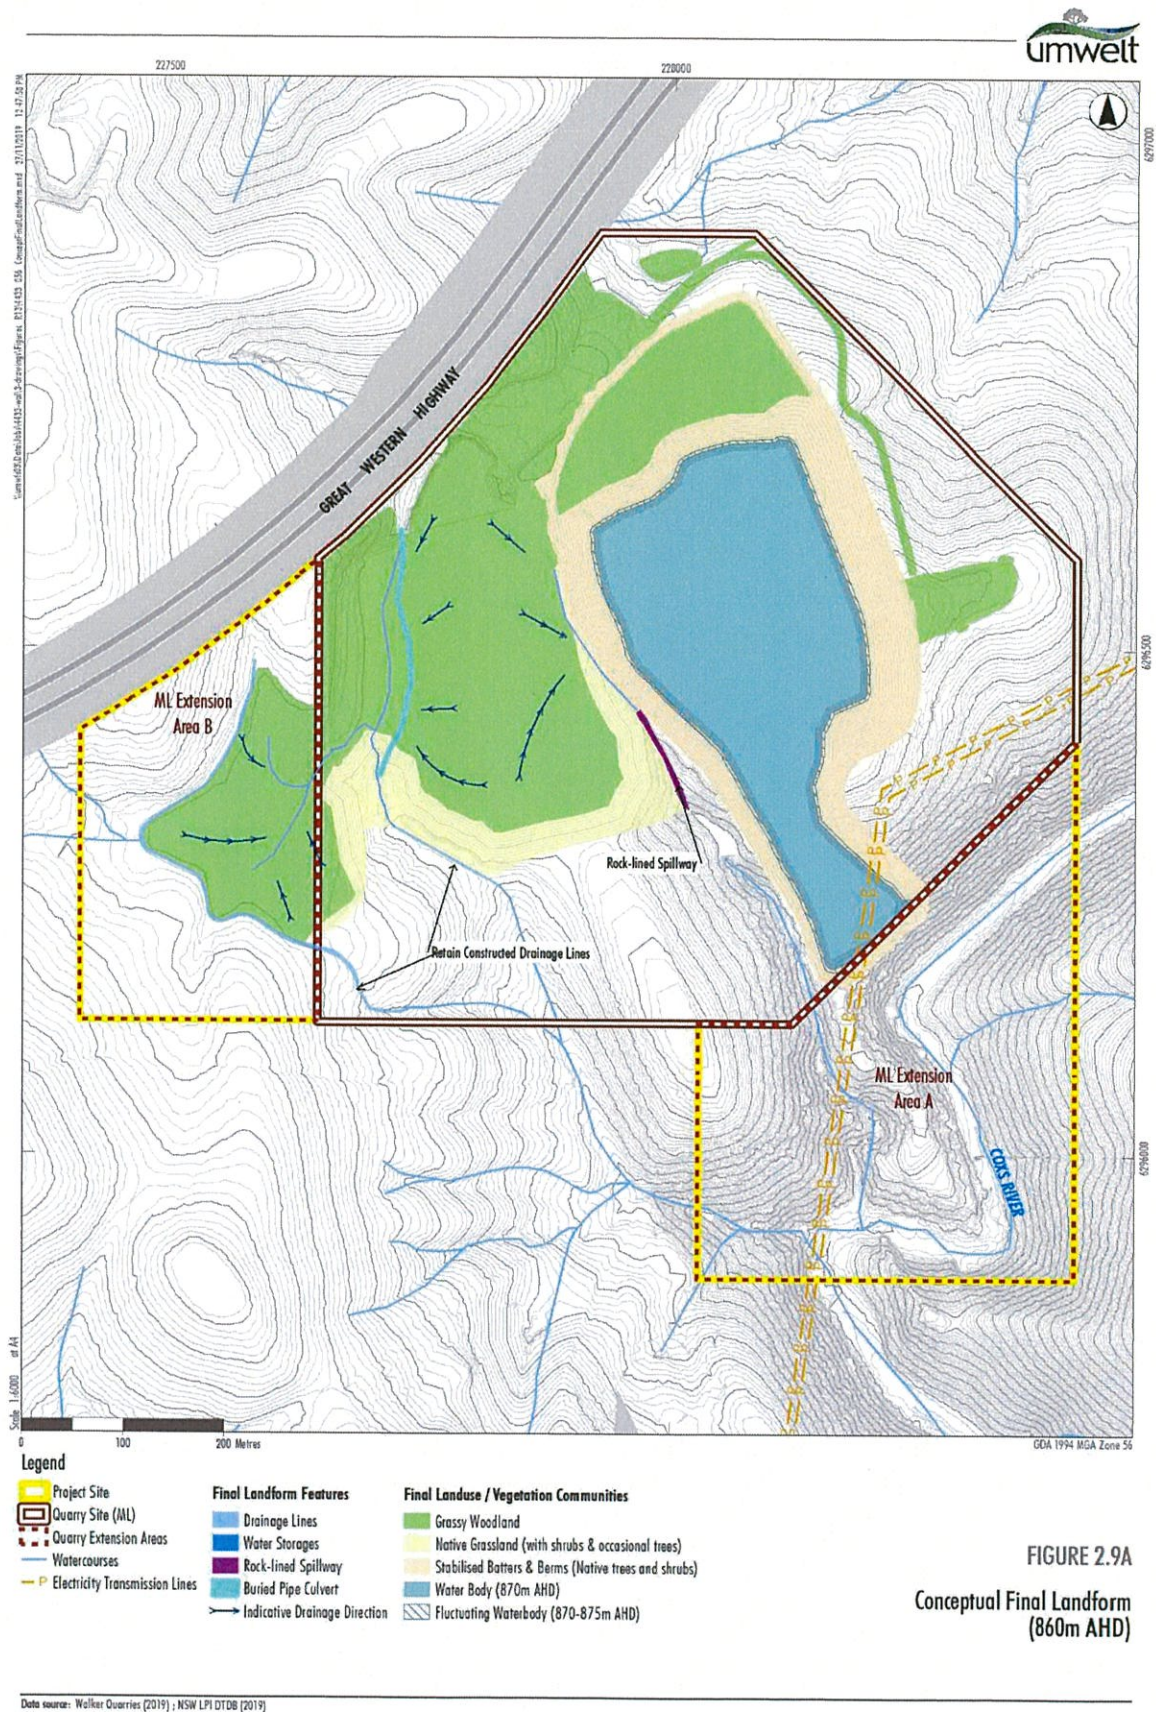 umwelt
227500
228000
6297000
GREAT WESTERN HIGHWAY
6296500
ML Extension
Area B
Rock-lined Spillway
Retain Constructed Drainage Lines
ML Extension
Area A
COXS RIVER
6296000
Scale 1:6000 at A4
0 100 200 Metres
GDA 1994 MGA Zone 56
Legend
Project Site
Quarry Site (ML)
Quarry Extension Areas
Watercourses
P Electricity Transmission Lines
Final Landform Features
Drainage Lines
Water Storages
Rock-lined Spillway
Buried Pipe Culvert
Indicative Drainage Direction
Final Landuse / Vegetation Communities
Grassy Woodland
Native Grassland (with shrubs & occasional trees)
Stabilised Batters & Berms (Native trees and shrubs)
Water Body (870m AHD)
Fluctuating Waterbody (870-875m AHD)
FIGURE 2.9A
Conceptual Final Landform
(860m AHD)
Data source: Walker Quarries (2019) ; NSW LPI DTDB (2019)